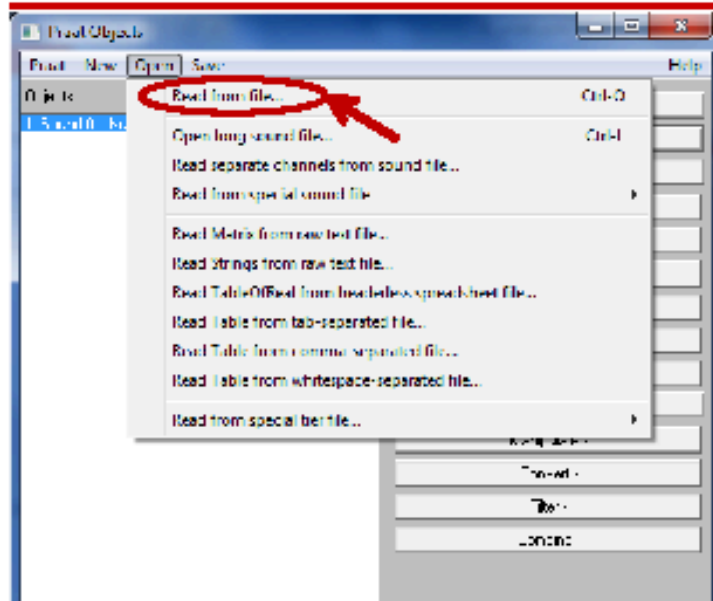 Praat Objects
Praat New Open Save Help
Objects
Read from file... Ctrl-O
Open long sound file... Ctrl-L
Read separate channels from sound file...
Read from special sound file
Read Matrix from raw text file...
Read Strings from raw text file...
Read TableOfReal from headerless spreadsheet file...
Read Table from tab-separated file...
Read Table from comma-separated file...
Read Table from whitespace-separated file...
Read from special tier file...
Convert -
Filter -
Combine